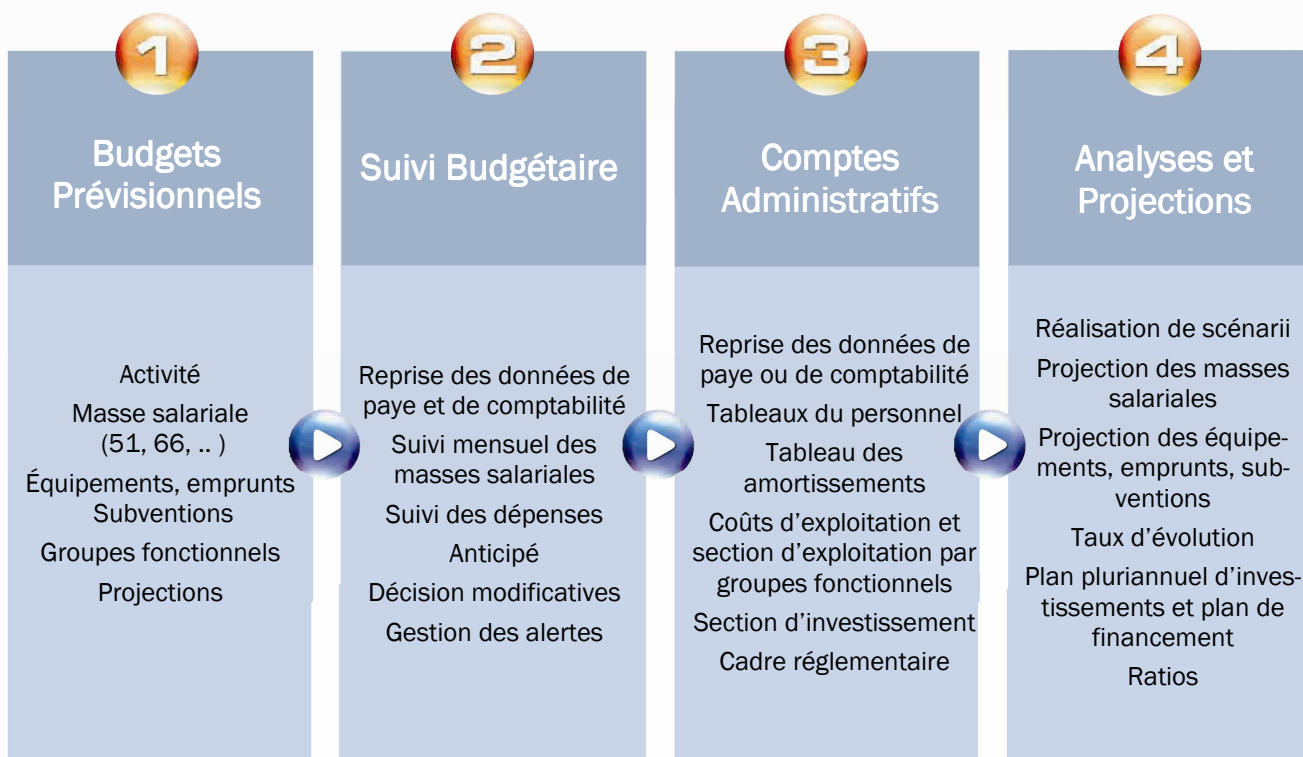 1
Budgets
Prévisionnels
Activité
Masse salariale
(51, 66, .. )
Équipements, emprunts
Subventions
Groupes fonctionnels
Projections
2
Suivi Budgétaire
Reprise des données de
paye et de comptabilité
Suivi mensuel des
masses salariales
Suivi des dépenses
Anticipé
Décision modificatives
Gestion des alertes
3
Comptes
Administratifs
Reprise des données de
paye ou de comptabilité
Tableaux du personnel
Tableau des
amortissements
Coûts d’exploitation et
section d’exploitation par
groupes fonctionnels
Section d’investissement
Cadre réglementaire
4
Analyses et
Projections
Réalisation de scénarii
Projection des masses
salariales
Projection des équipe-
ments, emprunts, sub-
ventions
Taux d’évolution
Plan pluriannuel d’inves-
tissements et plan de
financement
Ratios